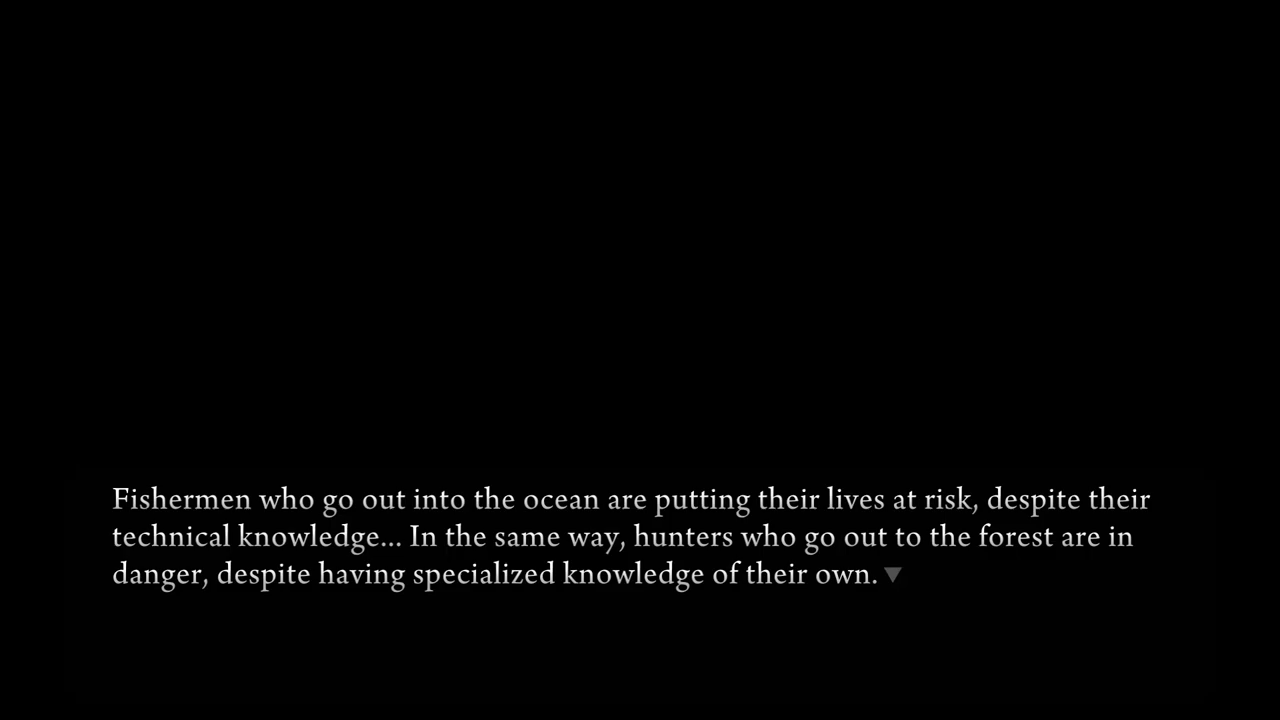 Fishermen who go out into the ocean are putting their lives at risk, despite their
technical knowledge... In the same way, hunters who go out to the forest are in
danger, despite having specialized knowledge of their own.